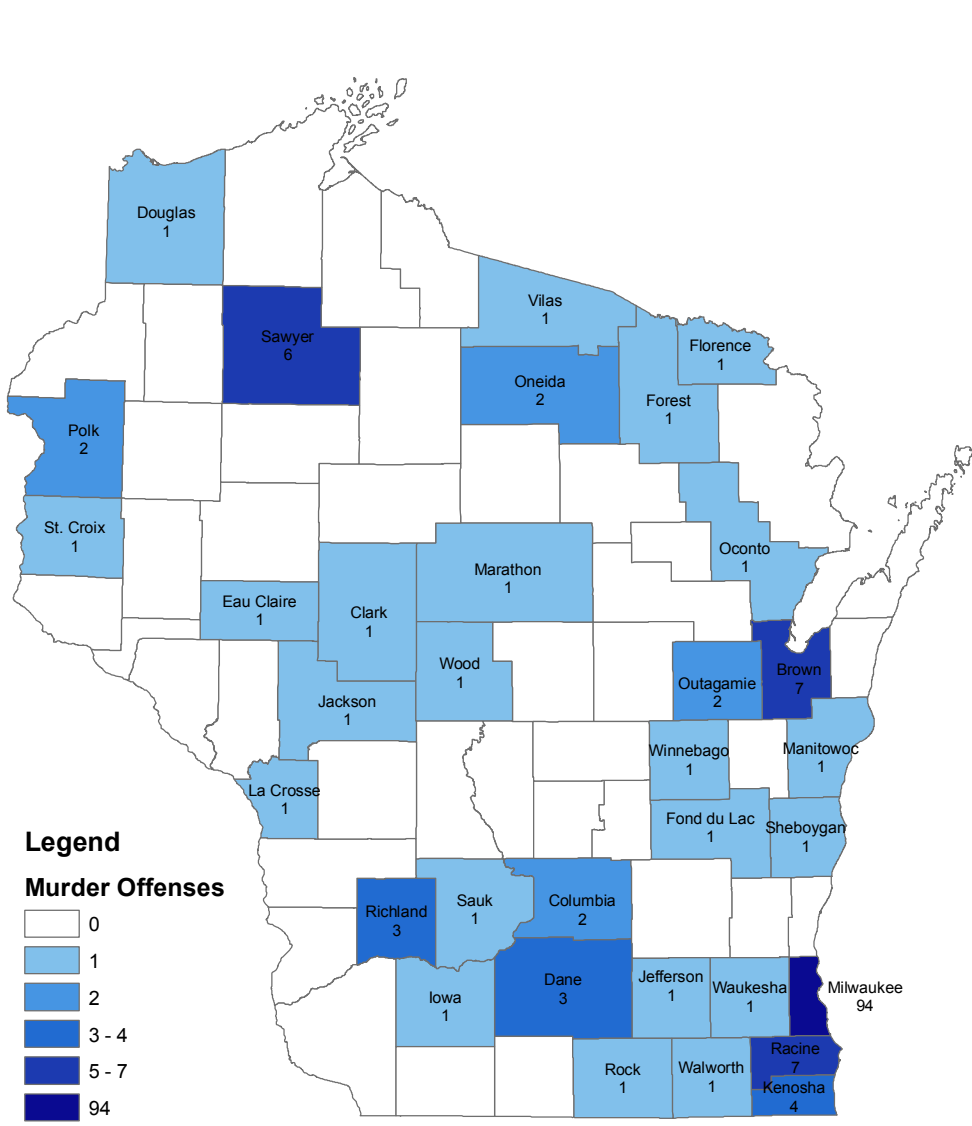 Douglas
1
Vilas
1
Sawyer
6
Florence
1
Oneida
2
Forest
1
Polk
2
St. Croix
1
Oconto
1
Marathon
1
Eau Claire
1
Clark
1
Wood
1
Brown
7
Outagamie
2
Jackson
1
Winnebago
1
Manitowoc
1
La Crosse
1
Fond du Lac
1
Sheboygan
1
Sauk
1
Columbia
2
Richland
3
Dane
3
Jefferson
1
Waukesha
1
Milwaukee
94
Iowa
1
Racine
7
Rock
1
Walworth
1
Kenosha
4
Legend
Murder Offenses
0
1
2
3 - 4
5 - 7
94